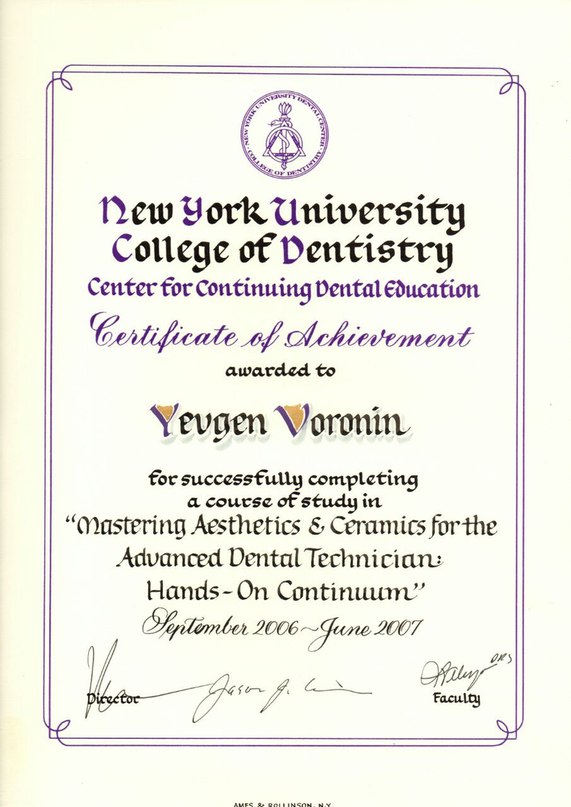 NEW YORK UNIVERSITY DENTAL CENTER
COLLEGE OF DENTISTRY
New York University
College of Dentistry
Center for Continuing Dental Education
Certificate of Achievement
awarded to
Yevgen Voronin
for successfully completing
a course of study in
“Mastering Aesthetics & Ceramics for the
Advanced Dental Technician:
Hands-On Continuum”
September 2006~June 2007
Jason J.
DDS
Director
Faculty
AMES & ROLLINSON, N.Y.